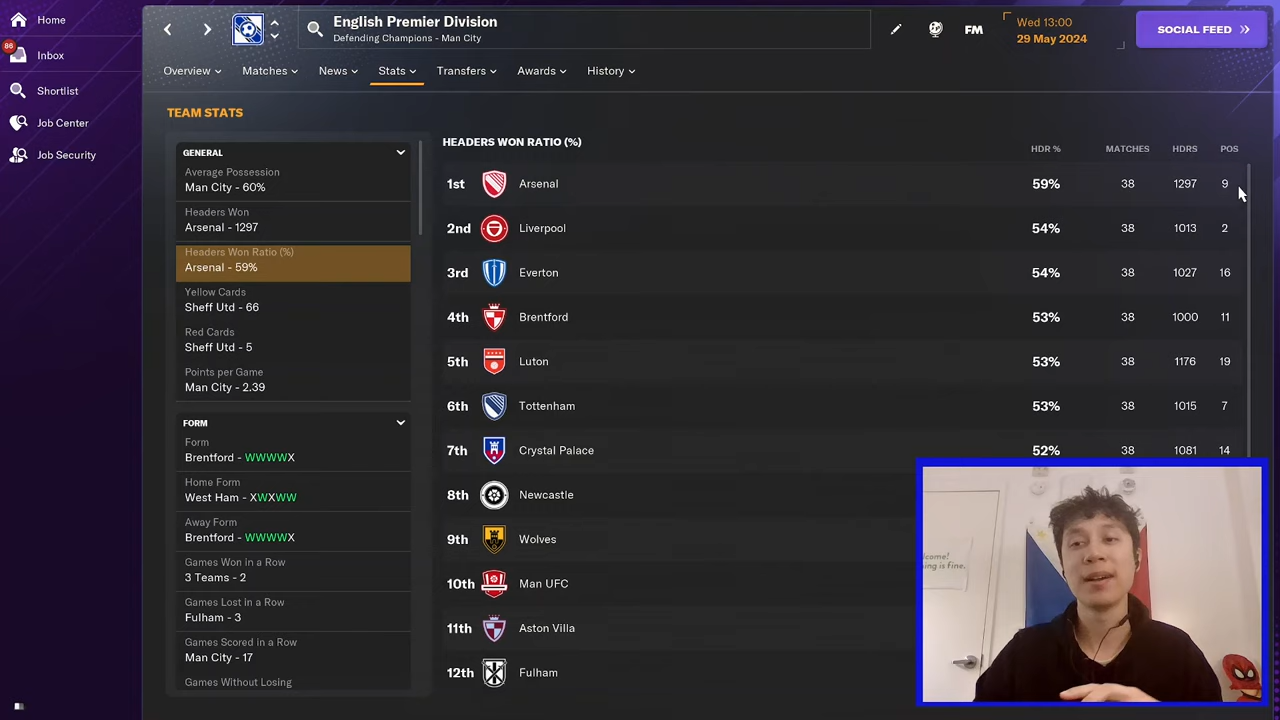 Home
86
Inbox
Shortlist
Job Center
Job Security
English Premier Division
Defending Champions - Man City
FM
Wed 13:00
29 May 2024
SOCIAL FEED
Overview
Matches
News
Stats
Transfers
Awards
History
TEAM STATS
GENERAL
Average Possession
Man City - 60%
Headers Won
Arsenal - 1297
Headers Won Ratio (%)
Arsenal - 59%
Yellow Cards
Sheff Utd - 66
Red Cards
Sheff Utd - 5
Points per Game
Man City - 2.39
FORM
Form
Brentford - WWWWX
Home Form
West Ham - XWXWW
Away Form
Brentford - WWWWX
Games Won in a Row
3 Teams - 2
Games Lost in a Row
Fulham - 3
Games Scored in a Row
Man City - 17
Games Without Losing
HEADERS WON RATIO (%)
HDR % MATCHES HDRS POS
1st Arsenal 59% 38 1297 9
2nd Liverpool 54% 38 1013 2
3rd Everton 54% 38 1027 16
4th Brentford 53% 38 1000 11
5th Luton 53% 38 1176 19
6th Tottenham 53% 38 1015 7
7th Crystal Palace 52% 38 1081 14
8th Newcastle
9th Wolves
10th Man UFC
11th Aston Villa
12th Fulham
is fine.